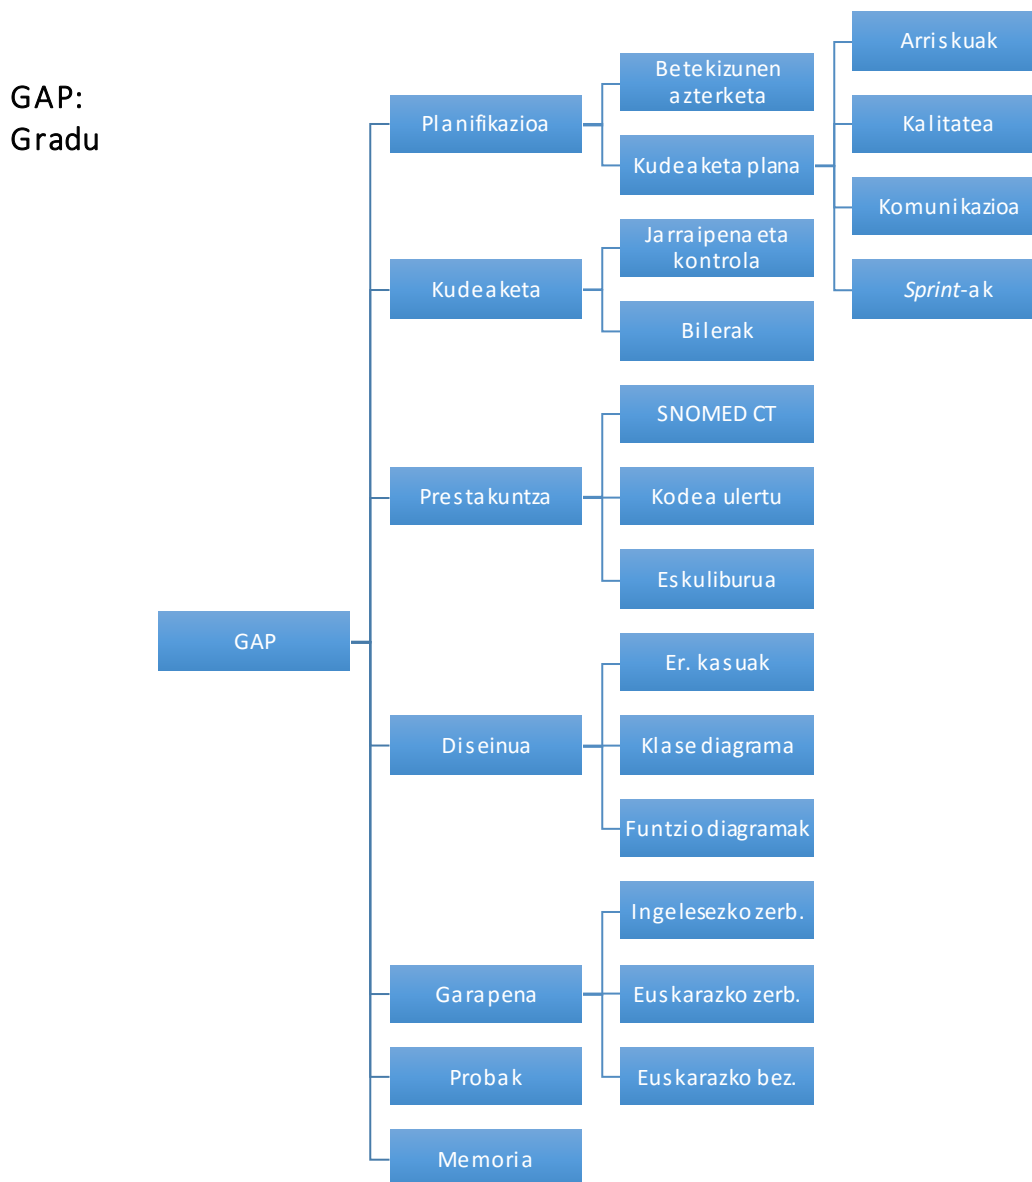 GAP:
Gradu
GAP
Planifikazioa
Betekizunen
azterketa
Kudeaketa plana
Arriskuak
Kalitatea
Komunikazioa
Sprint-ak
Kudeaketa
Jarraipena eta
kontrola
Bilerak
Prestakuntza
SNOMED CT
Kodea ulertu
Eskuliburua
Diseinua
Er. kasuak
Klase diagrama
Funtzio diagramak
Garapena
Ingelesezko zerb.
Euskarazko zerb.
Euskarazko bez.
Probak
Memoria